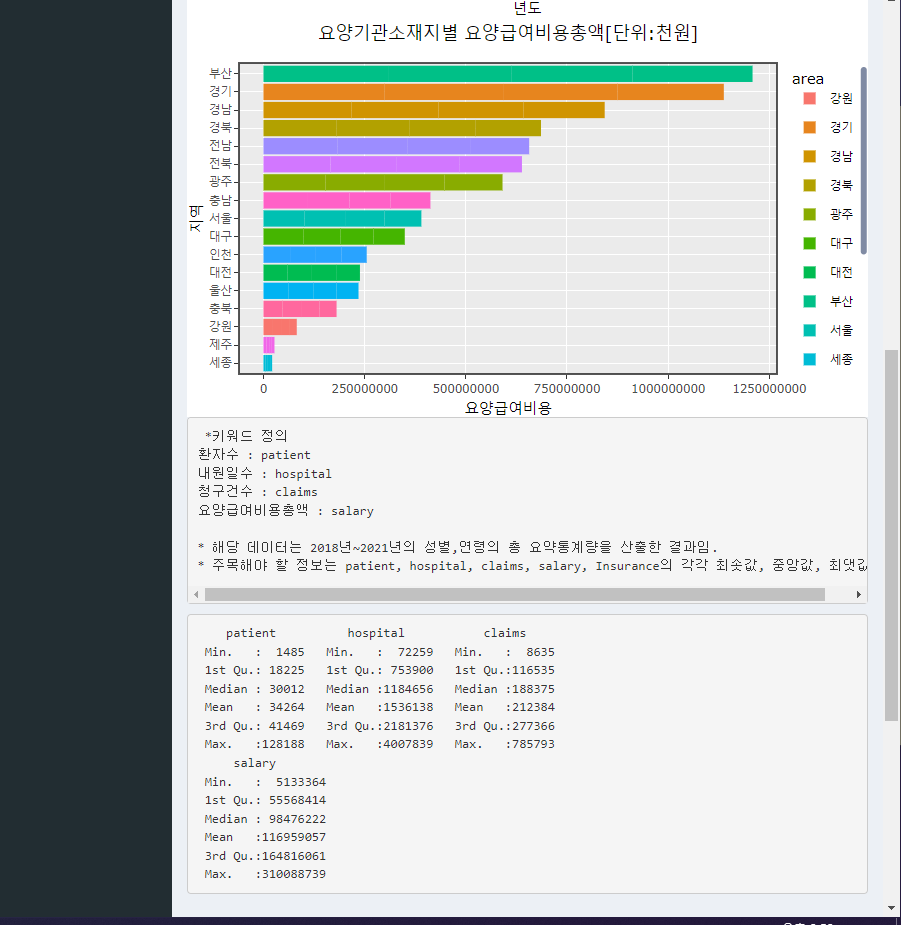 년도
요양기관소재지별 요양급여비용총액[단위:천원]
부산
경기
경남
경북
전남
전북
광주
충남
서울
대구
인천
대전
울산
충북
강원
제주
세종
지역
0 250000000 500000000 750000000 1000000000 1250000000
요양급여비용
area
강원
경기
경남
경북
광주
대구
대전
부산
서울
세종
*키워드 정의
환자수 : patient
내원일수 : hospital
청구건수 : claims
요양급여비용총액 : salary
* 해당 데이터는 2018년~2021년의 성별,연령의 총 요약통계량을 산출한 결과임.
* 주목해야 할 정보는 patient, hospital, claims, salary, Insurance의 각각 최솟값, 중앙값, 최댓값
patient hospital claims
Min. : 1485 Min. : 72259 Min. : 8635
1st Qu.: 18225 1st Qu.: 753900 1st Qu.:116535
Median : 30012 Median :1184656 Median :188375
Mean : 34264 Mean :1536138 Mean :212384
3rd Qu.: 41469 3rd Qu.:2181376 3rd Qu.:277366
Max. :128188 Max. :4007839 Max. :785793
salary
Min. : 5133364
1st Qu.: 55568414
Median : 98476222
Mean :116959057
3rd Qu.:164816061
Max. :310088739